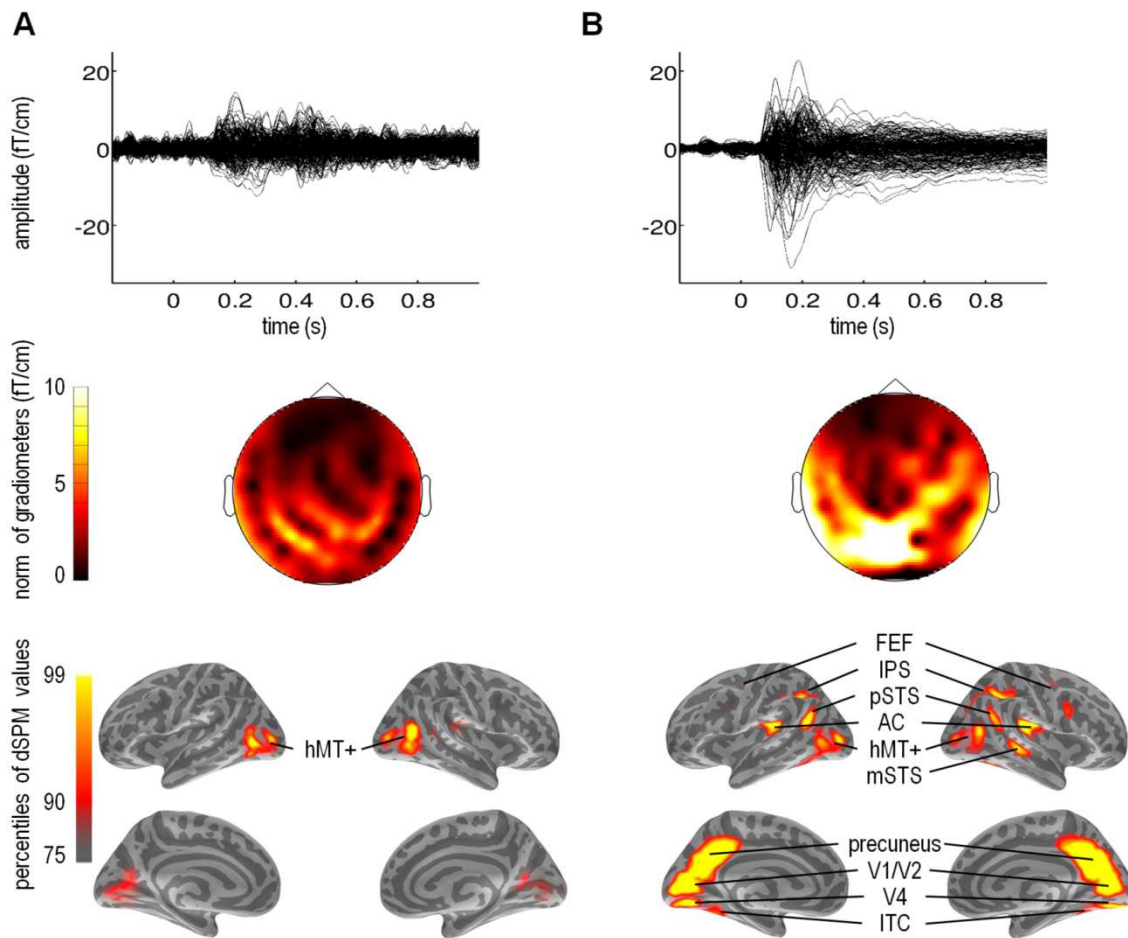 A
B
amplitude (fT/cm)
20
0
-20
0 0.2 0.4 0.6 0.8
time (s)
20
0
-20
0 0.2 0.4 0.6 0.8
time (s)
norm of gradiometers (fT/cm)
10
5
0
percentiles of dSPM values
99
90
75
hMT+
FEF
IPS
pSTS
AC
hMT+
mSTS
precuneus
V1/V2
V4
ITC